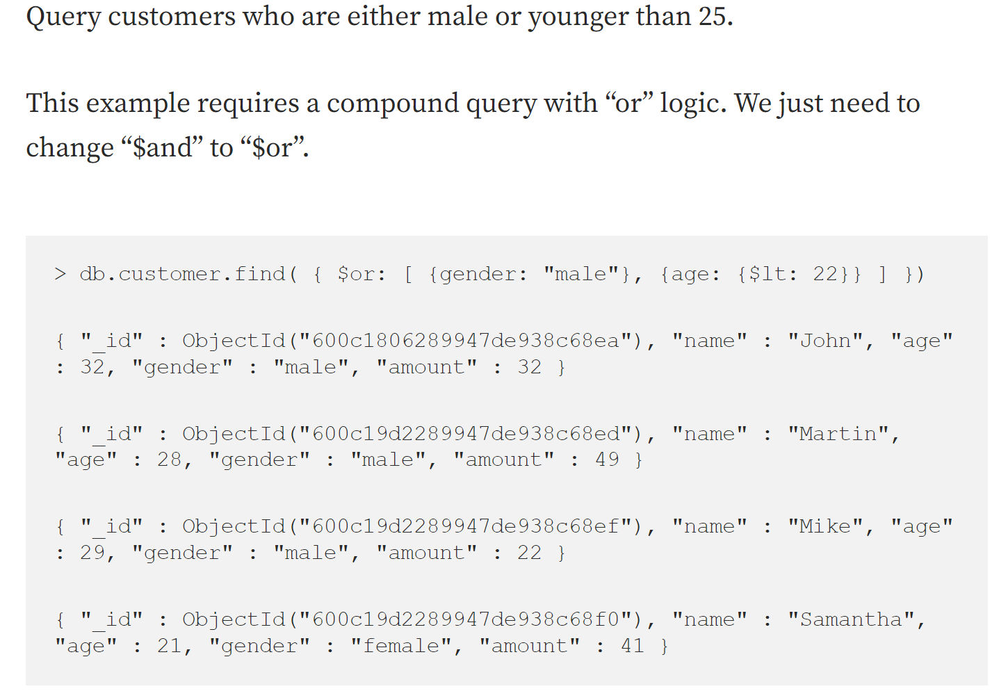 Query customers who are either male or younger than 25.
This example requires a compound query with “or” logic. We just need to
change “$and” to “$or”.
> db.customer.find( { $or: [ {gender: "male"}, {age: {$lt: 22}} ] })
{ "_id" : ObjectId("600c1806289947de938c68ea"), "name" : "John", "age"
: 32, "gender" : "male", "amount" : 32 }
{ "_id" : ObjectId("600c19d2289947de938c68ed"), "name" : "Martin",
"age" : 28, "gender" : "male", "amount" : 49 }
{ "_id" : ObjectId("600c19d2289947de938c68ef"), "name" : "Mike", "age"
: 29, "gender" : "male", "amount" : 22 }
{ "_id" : ObjectId("600c19d2289947de938c68f0"), "name" : "Samantha",
"age" : 21, "gender" : "female", "amount" : 41 }